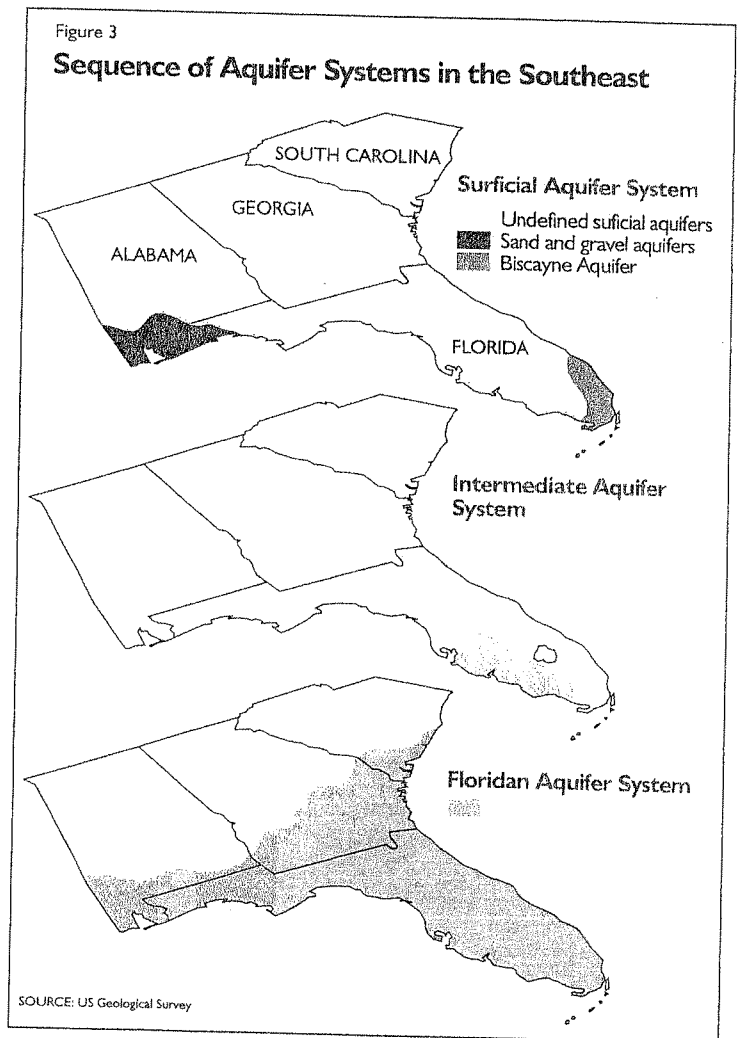 Figure 3
Sequence of Aquifer Systems in the Southeast
SOUTH CAROLINA
GEORGIA
ALABAMA
FLORIDA
Surficial Aquifer System
Undefined suficial aquifers
Sand and gravel aquifers
Biscayne Aquifer
Intermediate Aquifer
System
Floridan Aquifer System
SOURCE: US Geological Survey